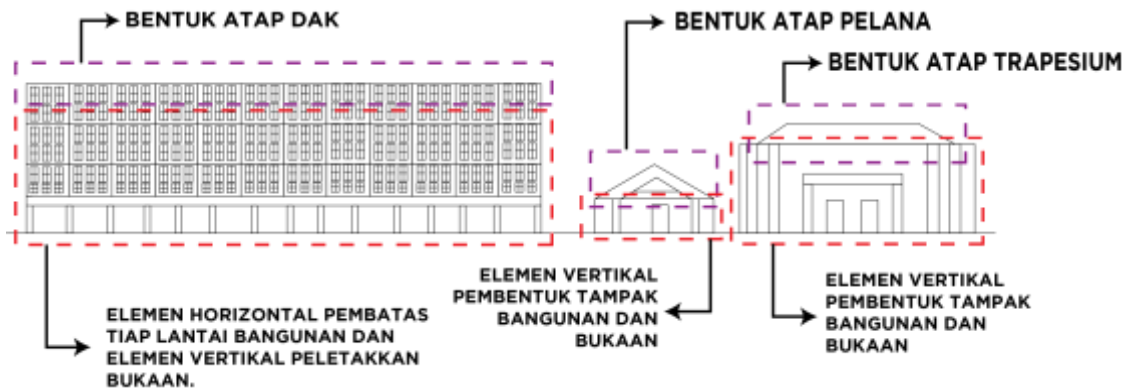 BENTUK ATAP DAK
BENTUK ATAP PELANA
BENTUK ATAP TRAPESIUM
ELEMEN HORIZONTAL PEMBATAS
TIAP LANTAI BANGUNAN DAN
ELEMEN VERTIKAL PELETAKKAN
BUKAAN.
ELEMEN VERTIKAL
PEMBENTUK TAMPAK
BANGUNAN DAN
BUKAAN
ELEMEN VERTIKAL
PEMBENTUK TAMPAK
BANGUNAN DAN
BUKAAN